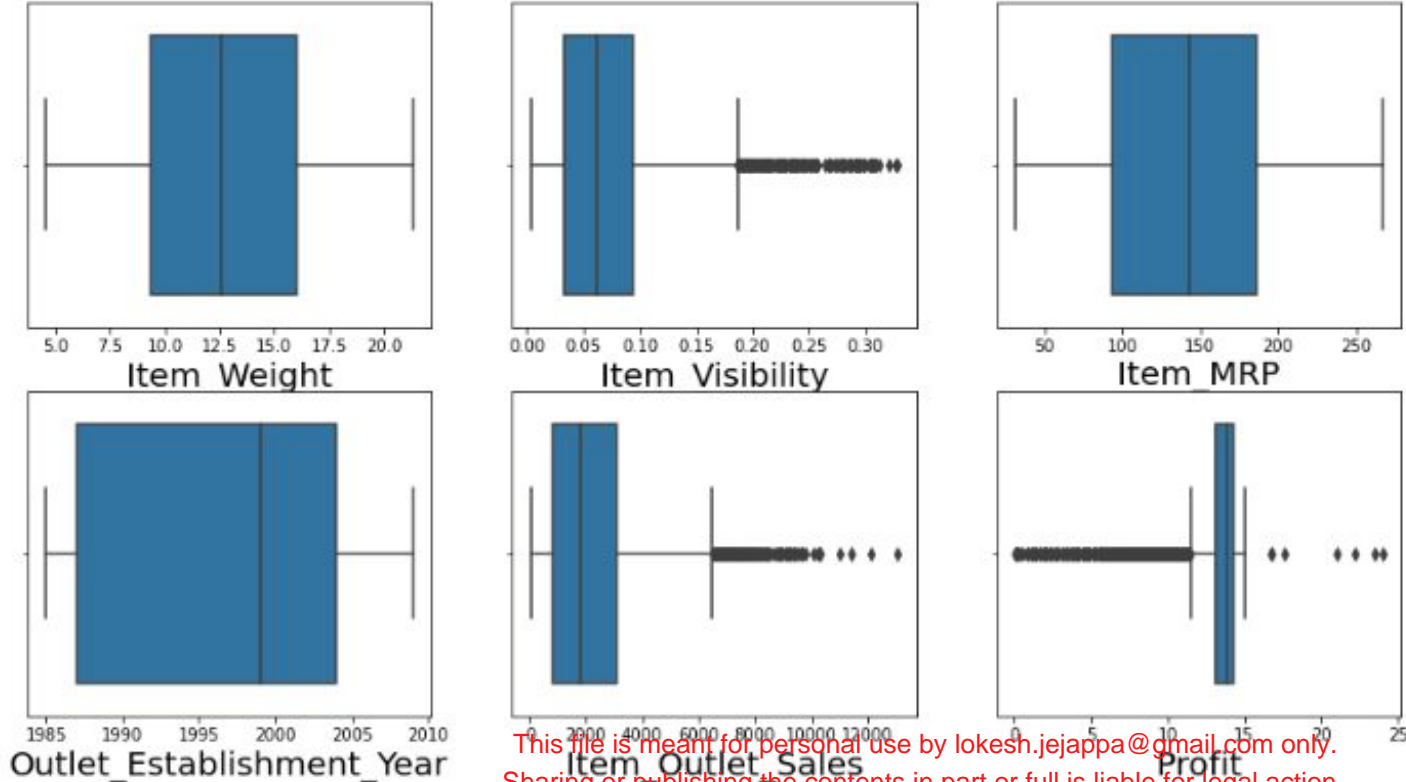 5.0 7.5 10.0 12.5 15.0 17.5 20.0
Item_Weight
0.00 0.05 0.10 0.15 0.20 0.25 0.30
Item_Visibility
50 100 150 200 250
Item_MRP
1985 1990 1995 2000 2005 2010
Outlet_Establishment_Year
0 2000 4000 6000 8000 10000 12000
Item_Outlet_Sales
0 5 10 15 20 25
Profit
This file is meant for personal use by lokesh.jejappa@gmail.com only.
Sharing or publishing the contents in part or full is liable for legal action.